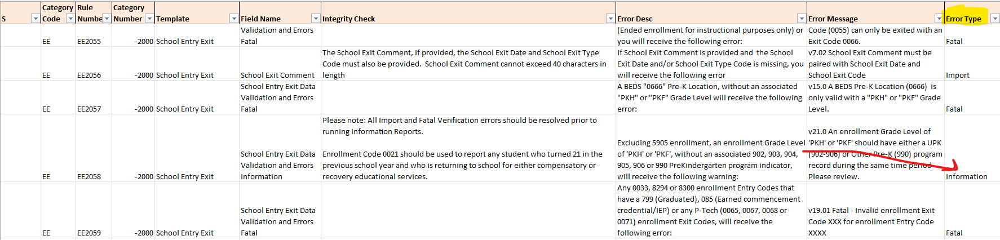 Category Rule Category
S Code Numbe Number Template Field Name Integrity Check Error Desc Error Message Error Type
Validation and Errors (Ended enrollment for instructional purposes only) or Code (0055) can only be exited with an
EE EE2055 -2000 School Entry Exit Fatal you will receive the following error: Exit Code 0066. Fatal
The School Exit Comment, if provided, the School Exit Date and School Exit Type If School Exit Comment is provided and the School v7.02 School Exit Comment must be
Code must also be provided. School Exit Comment cannot exceed 40 characters in Exit Date and/or School Exit Type Code is missing, you paired with School Exit Date and
EE EE2056 -2000 School Entry Exit School Exit Comment length will receive the following error School Exit Code Import
School Entry Exit Data A BEDS "0666" Pre-K Location, without an associated v15.0 A BEDS Pre-K Location (0666) is
Validation and Errors "PKH" or "PKF" Grade Level will receive the following only valid with a "PKH" or "PKF" Grade
EE EE2057 -2000 School Entry Exit Fatal error: Level. Fatal
Please note: All Import and Fatal Verification errors should be resolved prior to
running Information Reports. v21.0 An enrollment Grade Level of
Excluding 5905 enrollment, an enrollment Grade Level 'PKH' or 'PKF' should have either a UPK
School Entry Exit Data Enrollment Code 0021 should be used to report any student who turned 21 in the of 'PKH' or 'PKF', without an associated 902, 903, 904, (902-906) or Other Pre-K (990) program
Validation and Errors previous school year and who is returning to school for either compensatory or 905, 906 or 990 PreKindergarten program indicator, record during the same time period
EE EE2058 -2000 School Entry Exit Information recovery educational services. will receive the following warning: Please review. Information
Any 0033, 8294 or 8300 enrollment Entry Codes that
have a 799 (Graduated), 085 (Earned commencement
School Entry Exit Data credential/IEP) or any P-Tech (0065, 0067, 0068 or v19.01 Fatal - Invalid enrollment Exit
Validation and Errors 0071) enrollment Exit Codes, will receive the Code XXX for enrollment Entry Code
EE EE2059 -2000 School Entry Exit Fatal following error: XXXX Fatal